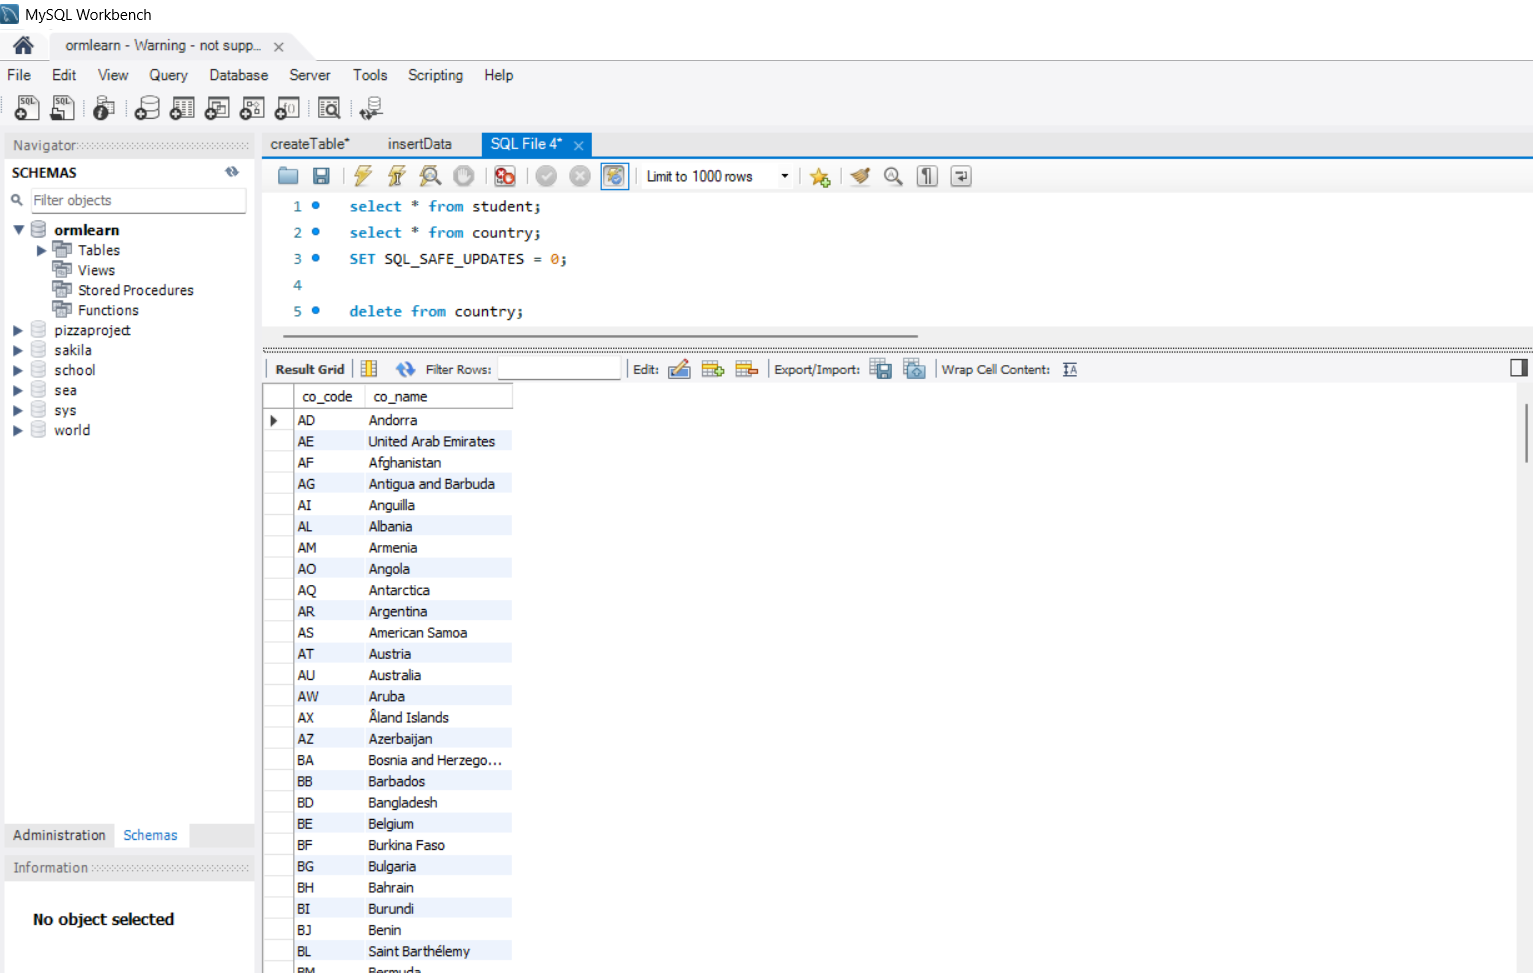 MySQL Workbench
ormlearn - Warning - not supp...
File Edit View Query Database Server Tools Scripting Help
Navigator
SCHEMAS
Filter objects
ormlearn
Tables
Views
Stored Procedures
Functions
pizzaproject
sakila
school
sea
sys
world
Administration Schemas
Information
No object selected
createTable* insertData SQL File 4*
Limit to 1000 rows
1 select * from student;
2 select * from country;
3 SET SQL_SAFE_UPDATES = 0;
4
5 delete from country;
Result Grid Filter Rows: Edit: Export/Import: Wrap Cell Content:
co_code co_name
AD Andorra
AE United Arab Emirates
AF Afghanistan
AG Antigua and Barbuda
AI Anguilla
AL Albania
AM Armenia
AO Angola
AQ Antarctica
AR Argentina
AS American Samoa
AT Austria
AU Australia
AW Aruba
AX Åland Islands
AZ Azerbaijan
BA Bosnia and Herzego...
BB Barbados
BD Bangladesh
BE Belgium
BF Burkina Faso
BG Bulgaria
BH Bahrain
BI Burundi
BJ Benin
BL Saint Barthélemy
BM Bermuda